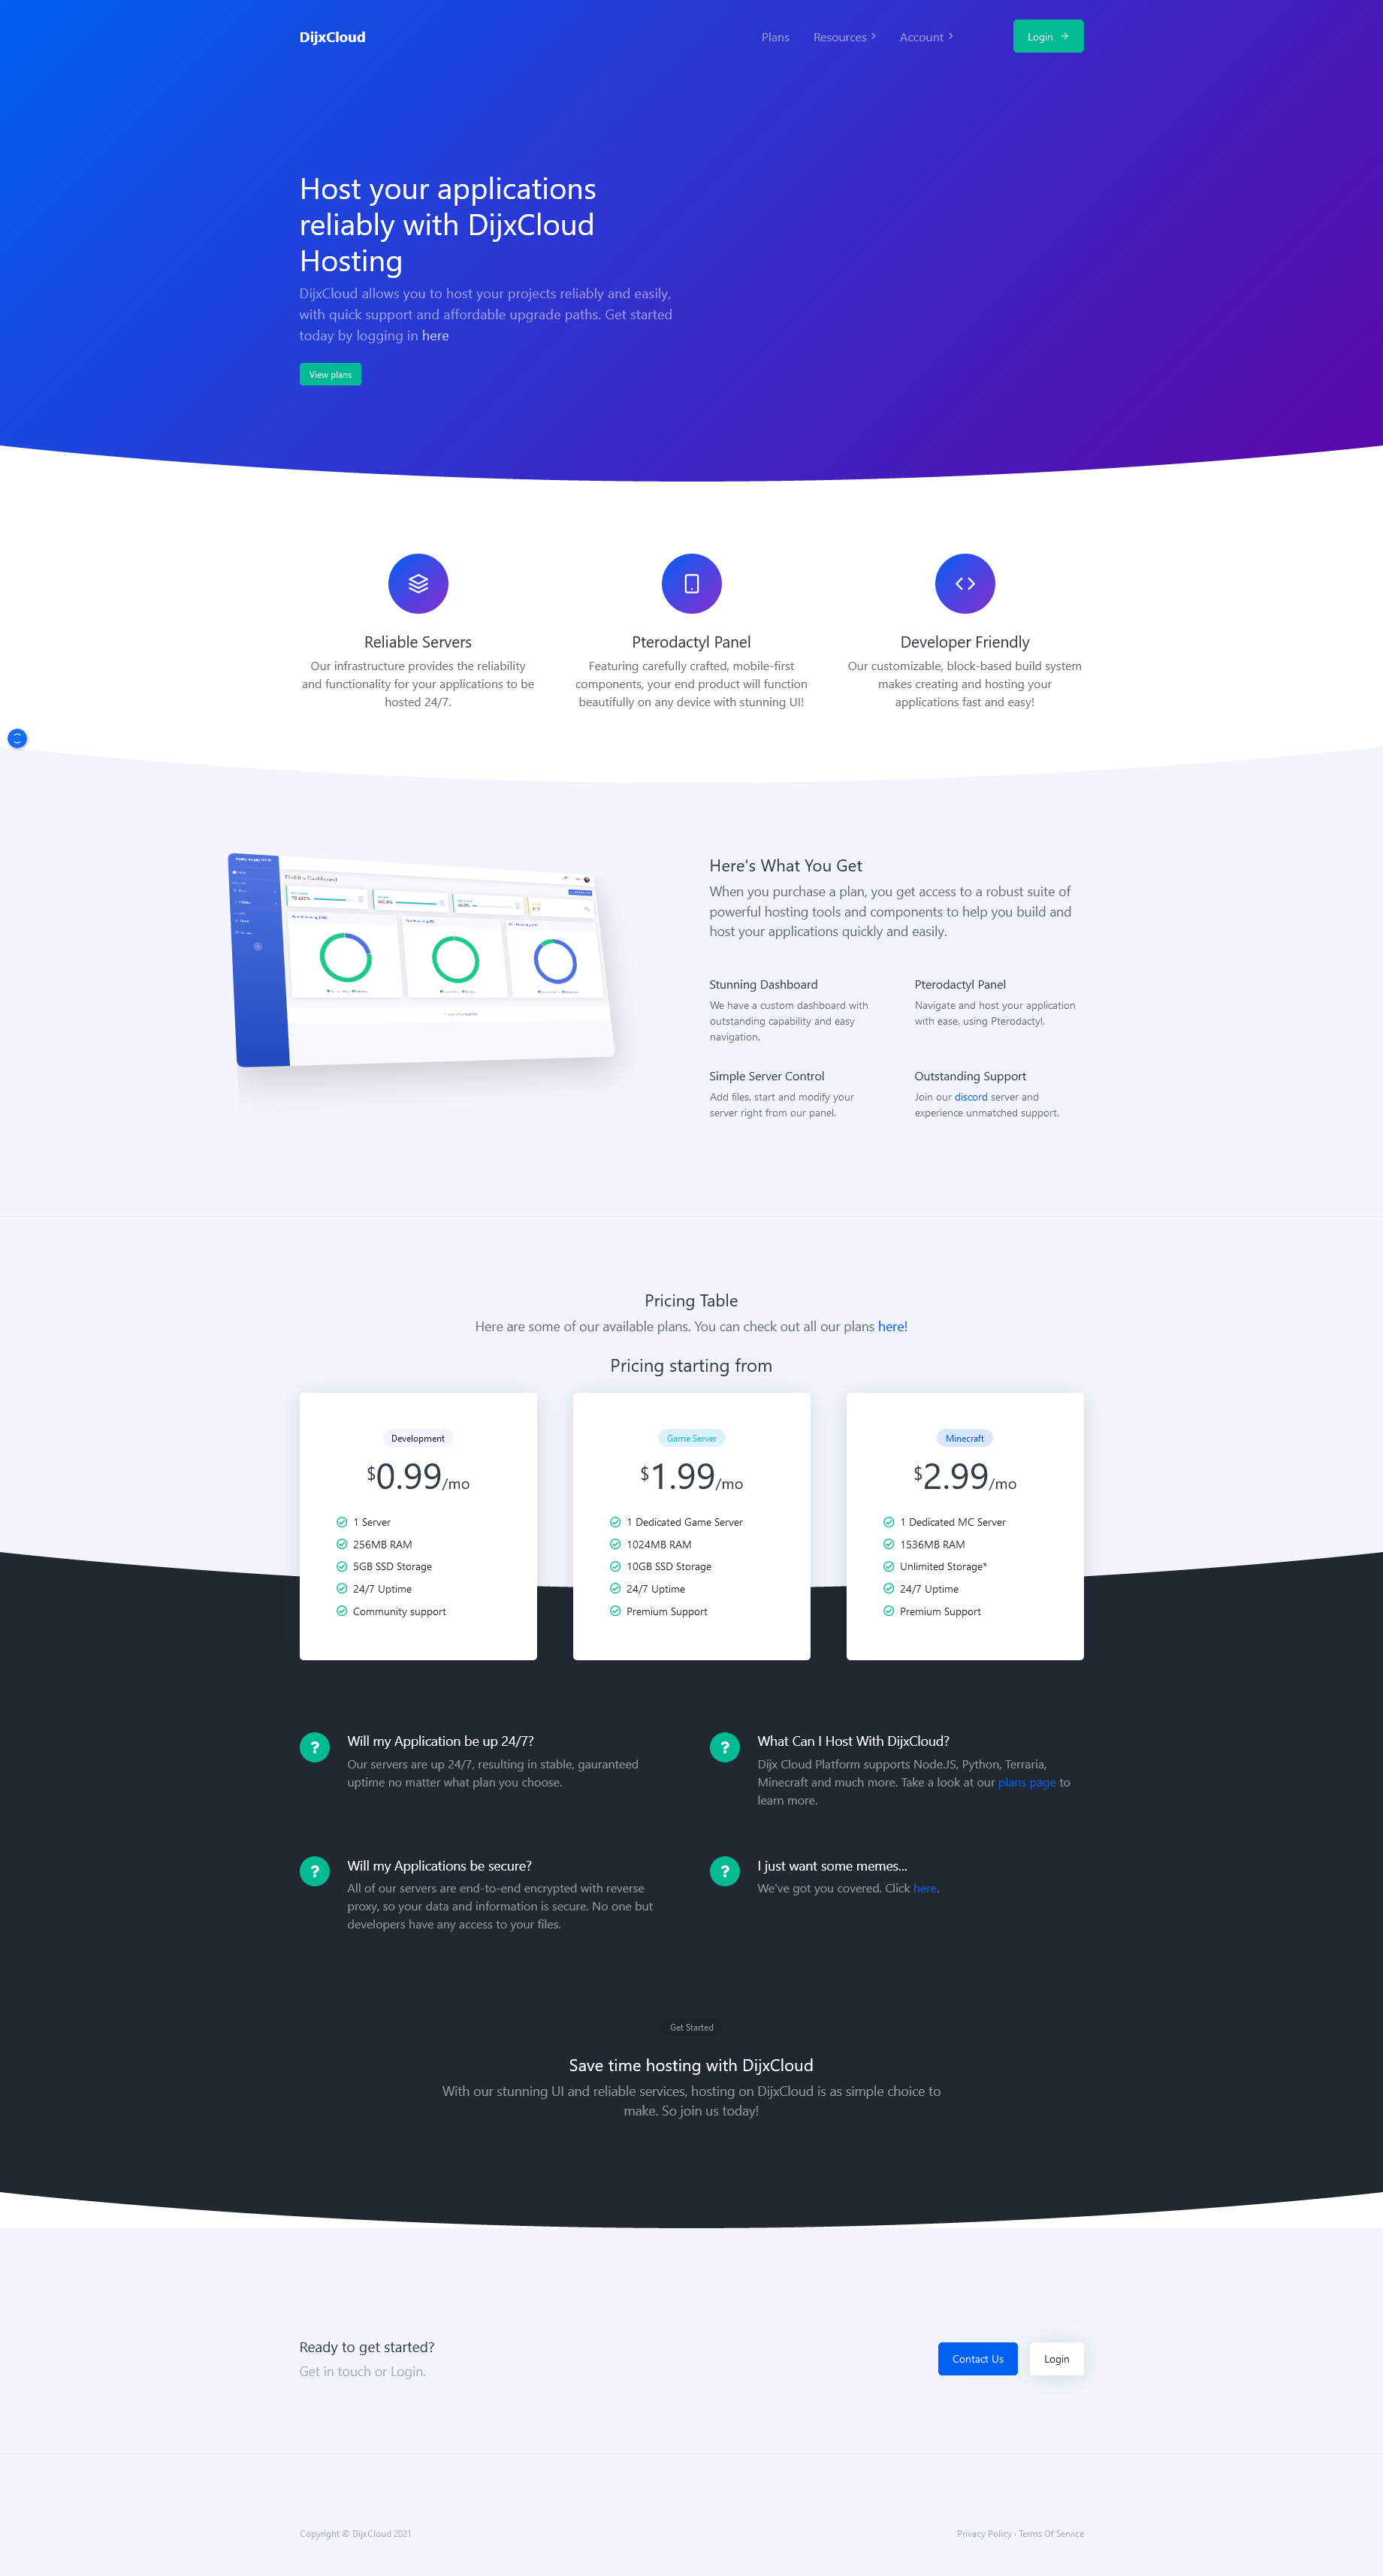 DijxCloud
Plans
Resources
Account
Login
Host your applications
reliably with DijxCloud
Hosting
DijxCloud allows you to host your projects reliably and easily,
with quick support and affordable upgrade paths. Get started
today by logging in here
View plans
Reliable Servers
Our infrastructure provides the reliability
and functionality for your applications to be
hosted 24/7.
Pterodactyl Panel
Featuring carefully crafted, mobile-first
components, your end product will function
beautifully on any device with stunning UI!
Developer Friendly
Our customizable, block-based build system
makes creating and hosting your
applications fast and easy!
Here's What You Get
When you purchase a plan, you get access to a robust suite of
powerful hosting tools and components to help you build and
host your applications quickly and easily.
Stunning Dashboard
We have a custom dashboard with
outstanding capability and easy
navigation.
Pterodactyl Panel
Navigate and host your application
with ease, using Pterodactyl.
Simple Server Control
Add files, start and modify your
server right from our panel.
Outstanding Support
Join our discord server and
experience unmatched support.
Pricing Table
Here are some of our available plans. You can check out all our plans here!
Pricing starting from
Development
$0.99/mo
1 Server
256MB RAM
5GB SSD Storage
24/7 Uptime
Community support
Game Server
$1.99/mo
1 Dedicated Game Server
1024MB RAM
10GB SSD Storage
24/7 Uptime
Premium Support
Minecraft
$2.99/mo
1 Dedicated MC Server
1536MB RAM
Unlimited Storage*
24/7 Uptime
Premium Support
Will my Application be up 24/7?
Our servers are up 24/7, resulting in stable, gauranteed
uptime no matter what plan you choose.
What Can I Host With DijxCloud?
Dijx Cloud Platform supports NodeJS, Python, Terraria,
Minecraft and much more. Take a look at our plans page to
learn more.
Will my Applications be secure?
All of our servers are end-to-end encrypted with reverse
proxy, so your data and information is secure. No one but
developers have any access to your files.
I just want some memes...
We've got you covered. Click here.
Get Started
Save time hosting with DijxCloud
With our stunning UI and reliable services, hosting on DijxCloud is as simple choice to
make. So join us today!
Ready to get started?
Get in touch or Login.
Contact Us
Login
Copyright © DijxCloud 2021
Privacy Policy · Terms Of Service